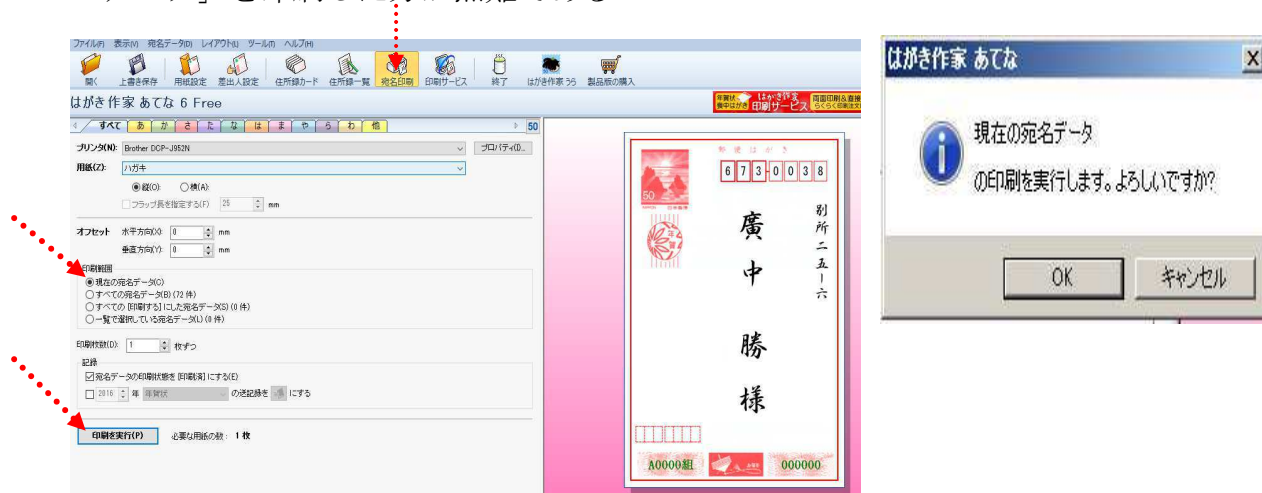 ファイル(F) 表示(V) 宛名データ(D) レイアウト(U) ツール(T) ヘルプ(H)
開く 上書き保存 用紙設定 差出人設定 住所録カード 住所録一覧 宛名印刷 印刷サービス 終了 はがき作家 うら 製品版の購入
はがき作家 あてな 6 Free
はがき作家 印刷サービス
すべて あ か さ た な は ま や ら わ 他 50
プリンタ(N): Brother DCP-J952N プロパティ(I)...
用紙(Z): ハガキ
縦(O) 横(A)
フラップ長を指定する(F) 25 mm
オフセット 水平方向(X): 0 mm
垂直方向(Y): 0 mm
印刷範囲
現在の宛名データ(C)
すべての宛名データ(B) (72 件)
すべての [印刷する] にした宛名データ(S) (0 件)
一覧で選択している宛名データ(L) (0 件)
印刷枚数(D): 1 枚ずつ
記録
宛名データの印刷状態を [印刷済] にする(E)
2016 年 年賀状 の送記録を にする
印刷を実行(P) 必要な用紙の数: 1 枚
郵便はがき
6 7 3 0 0 3 8
50
別所二五ー六
廣中 勝様
A0000組 000000
はがき作家 あてな
現在の宛名データ
の印刷を実行します。よろしいですか?
OK キャンセル